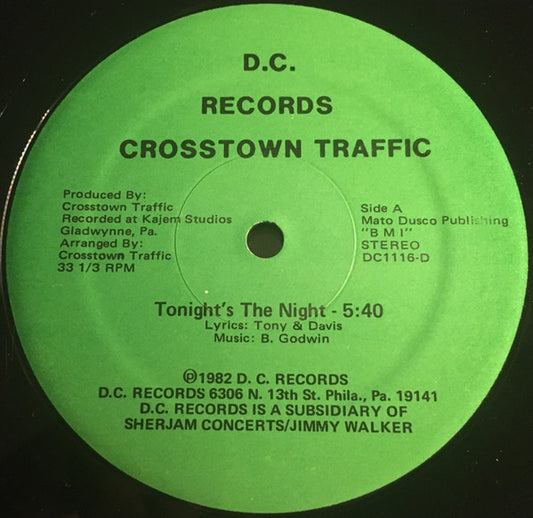 D.C.
RECORDS
CROSSTOWN TRAFFIC
Produced By:
Crosstown Traffic
Recorded at Kajem Studios
Gladwynne, Pa.
Arranged By:
Crosstown Traffic
33 1/3 RPM
Side A
Mato Dusco Publishing
"B M I"
STEREO
DC1116-D
Tonight's The Night - 5:40
Lyrics: Tony & Davis
Music: B. Godwin
℗1982 D. C. RECORDS
D.C. RECORDS 6306 N. 13th St. Phila., Pa. 19141
D.C. RECORDS IS A SUBSIDIARY OF
SHERJAM CONCERTS/JIMMY WALKER